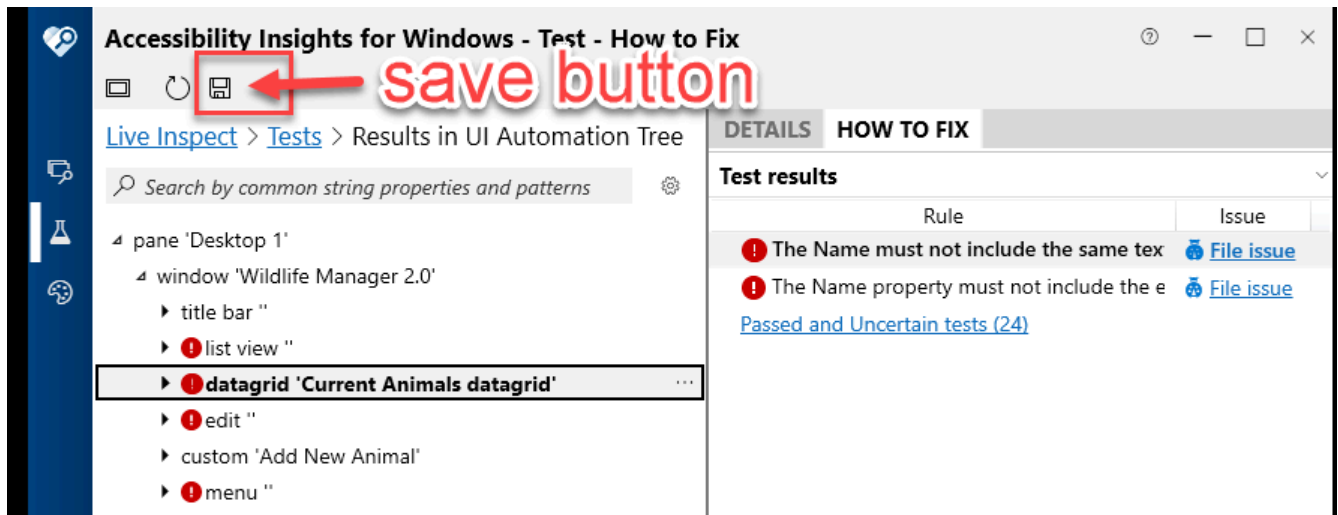 Accessibility Insights for Windows - Test - How to Fix
save button
Live Inspect > Tests > Results in UI Automation Tree
Search by common string properties and patterns
pane 'Desktop 1'
window 'Wildlife Manager 2.0'
title bar ''
list view ''
datagrid 'Current Animals datagrid'
edit ''
custom 'Add New Animal'
menu ''
DETAILS HOW TO FIX
Test results
Rule Issue
The Name must not include the same tex File issue
The Name property must not include the e File issue
Passed and Uncertain tests (24)